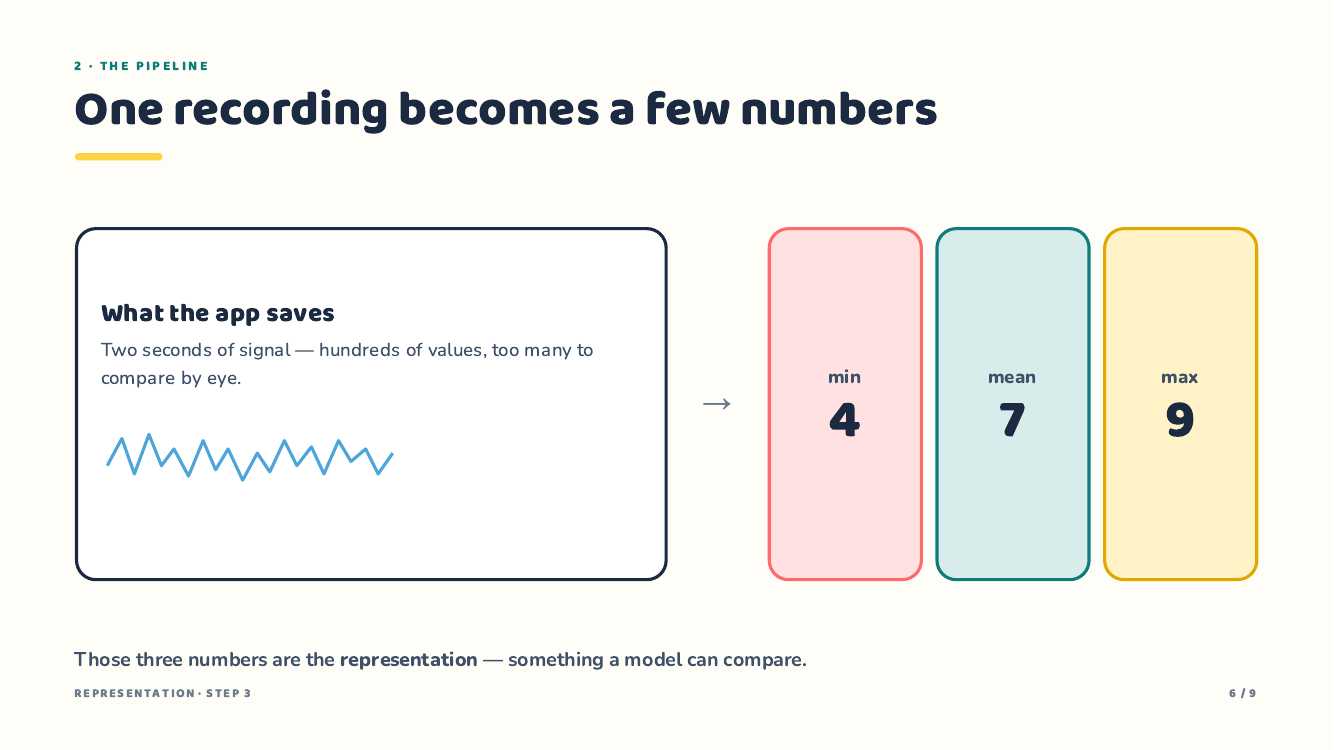 2 · THE PIPELINE
One recording becomes a few numbers
What the app saves
Two seconds of signal — hundreds of values, too many to
compare by eye.
→
min
4
mean
7
max
9
Those three numbers are the representation — something a model can compare.
REPRESENTATION · STEP 3
6 / 9